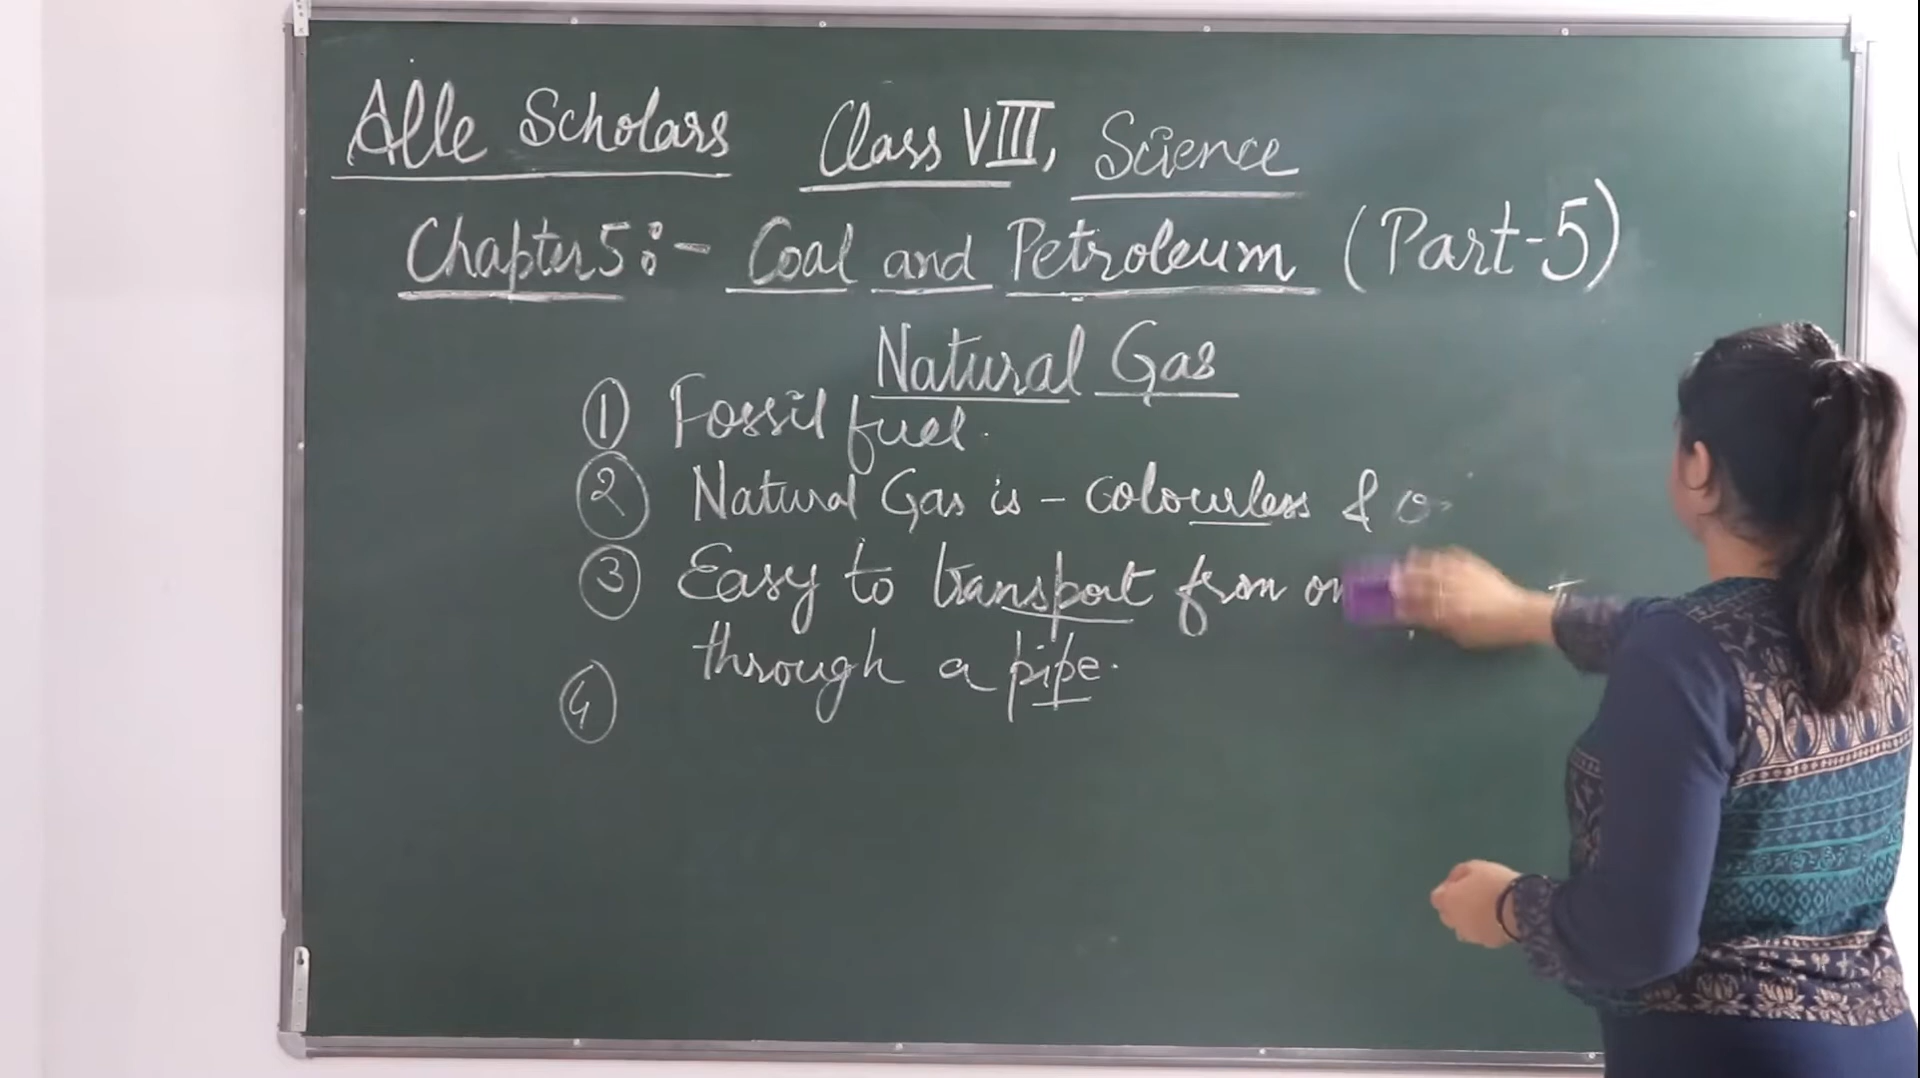 Alle Scholars Class VIII, Science
Chapter 5:- Coal and Petroleum (Part-5)
Natural Gas
① Fossil fuel.
② Natural Gas is - colourless &
③ Easy to transport from
through a pipe.
④